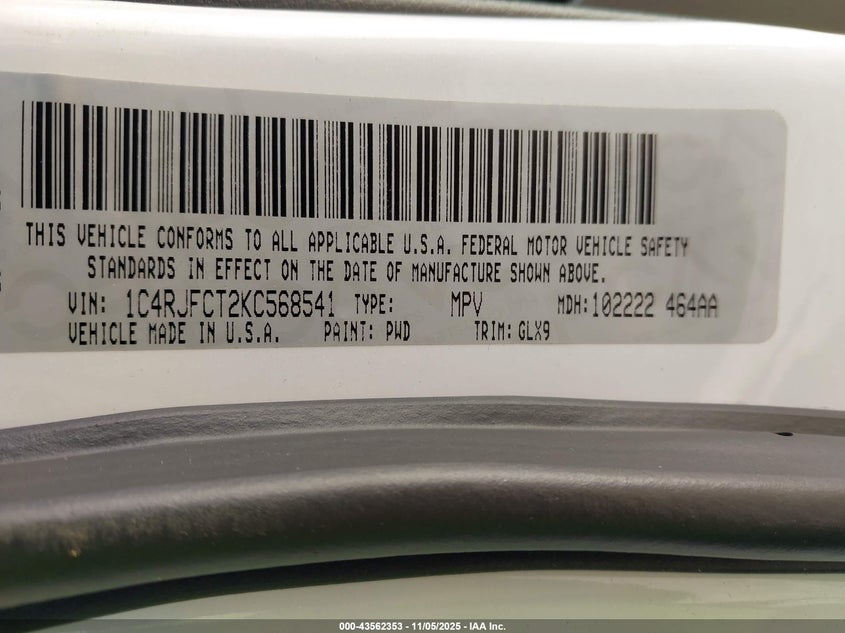 THIS VEHICLE CONFORMS TO ALL APPLICABLE U.S.A. FEDERAL MOTOR VEHICLE SAFETY
STANDARDS IN EFFECT ON THE DATE OF MANUFACTURE SHOWN ABOVE.
VIN: 1C4RJFCT2KC568541 TYPE: MPV MDH:102222 464AA
VEHICLE MADE IN U.S.A. PAINT: PWD TRIM: GLX9
000-43562353 - 11/05/2025 - IAA Inc.